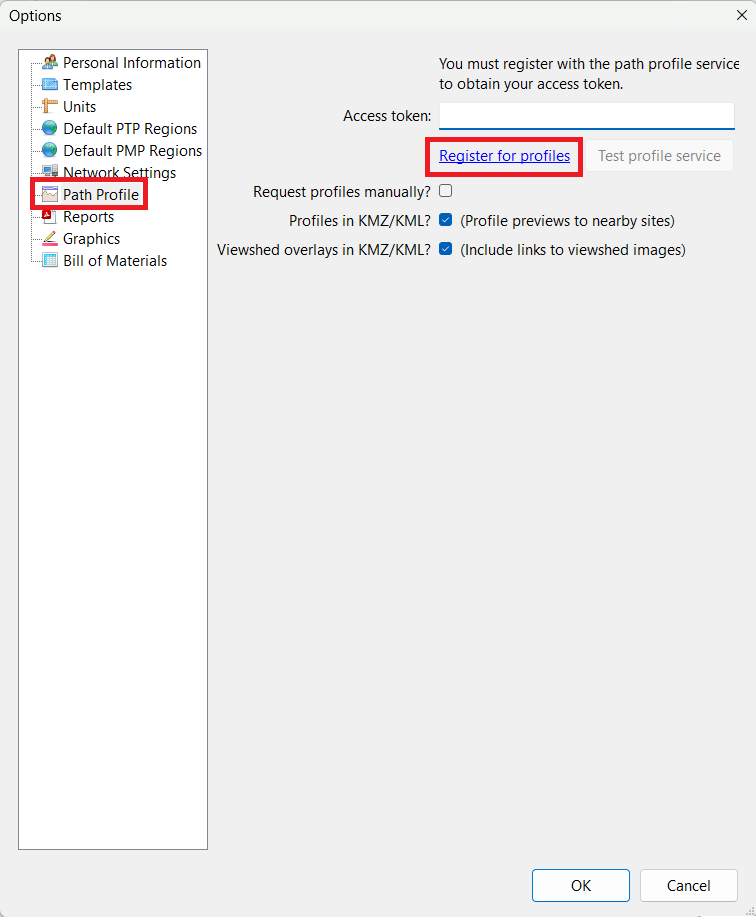 Options
Personal Information
Templates
Units
Default PTP Regions
Default PMP Regions
Network Settings
Path Profile
Reports
Graphics
Bill of Materials
You must register with the path profile service
to obtain your access token.
Access token:
Register for profiles Test profile service
Request profiles manually?
Profiles in KMZ/KML? (Profile previews to nearby sites)
Viewshed overlays in KMZ/KML? (Include links to viewshed images)
OK Cancel